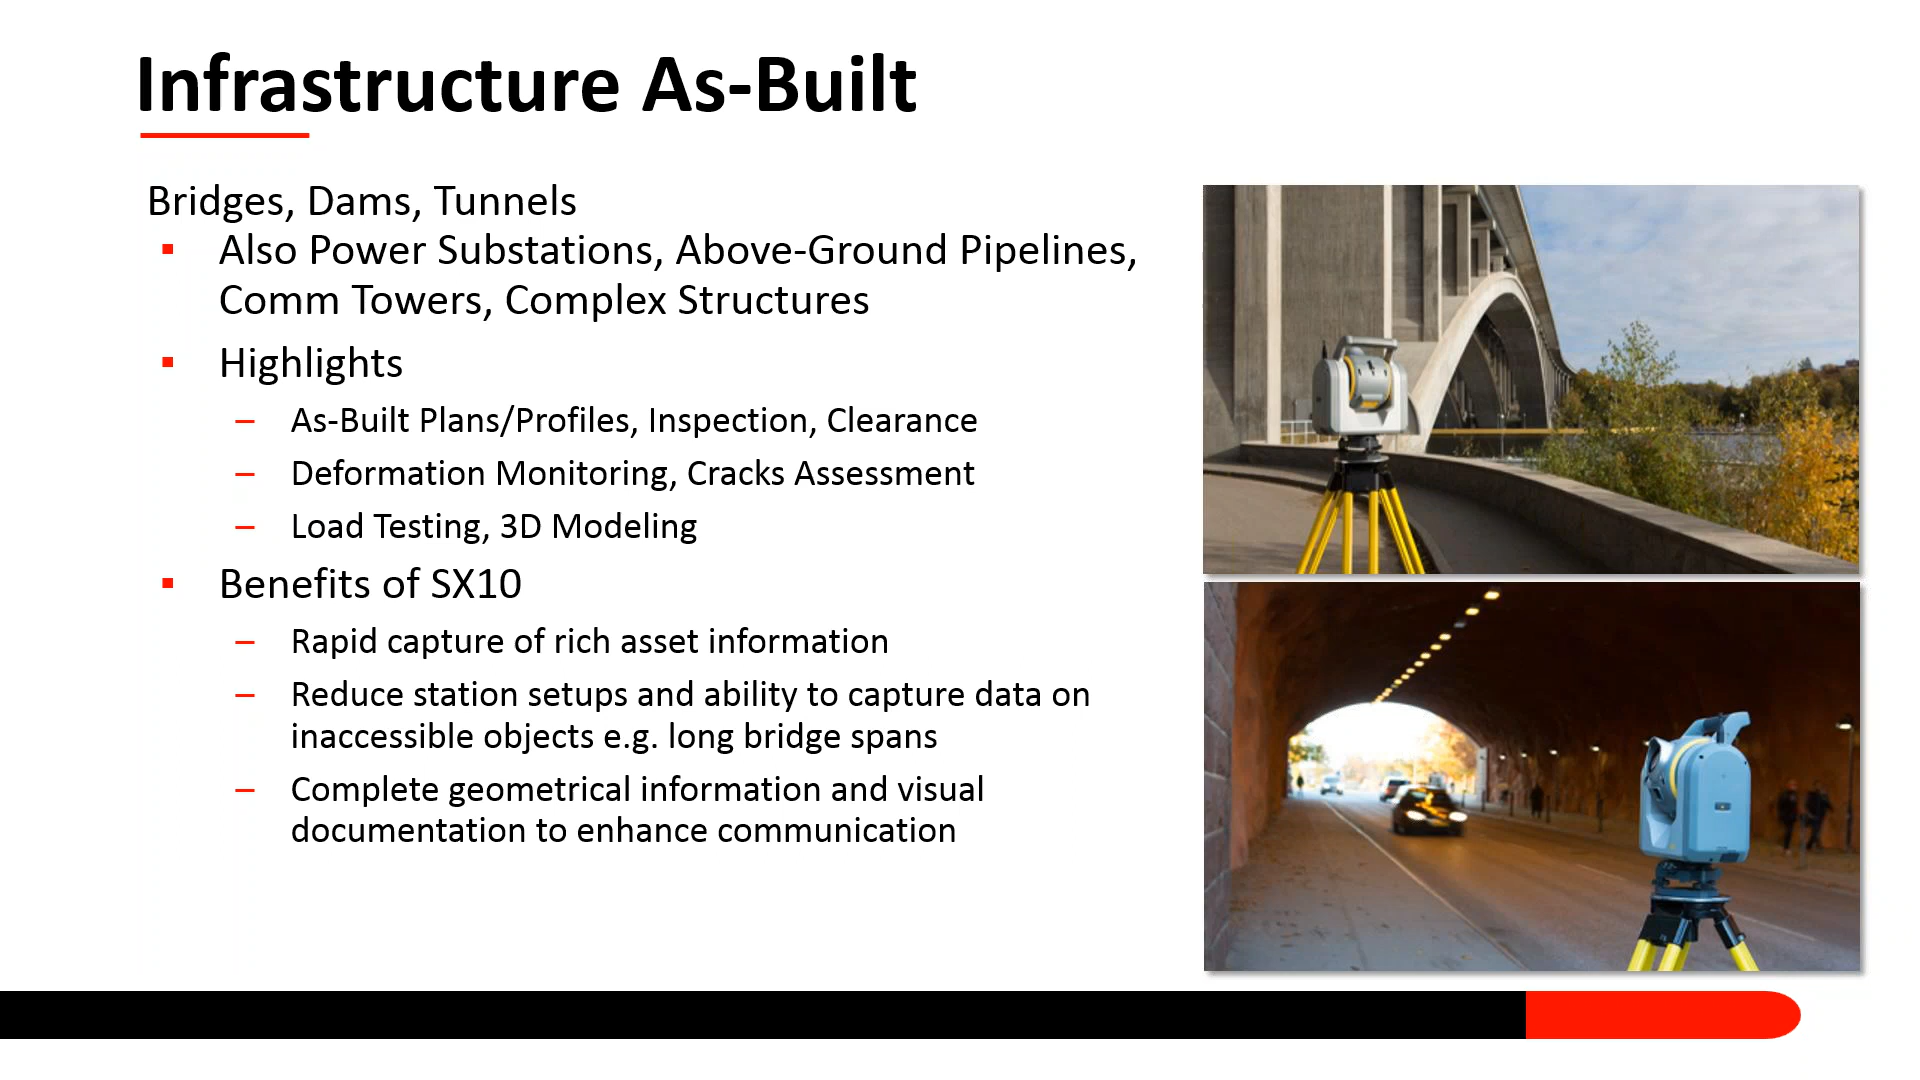 Infrastructure As-Built
Bridges, Dams, Tunnels
▪ Also Power Substations, Above-Ground Pipelines,
Comm Towers, Complex Structures
▪ Highlights
– As-Built Plans/Profiles, Inspection, Clearance
– Deformation Monitoring, Cracks Assessment
– Load Testing, 3D Modeling
▪ Benefits of SX10
– Rapid capture of rich asset information
– Reduce station setups and ability to capture data on
inaccessible objects e.g. long bridge spans
– Complete geometrical information and visual
documentation to enhance communication